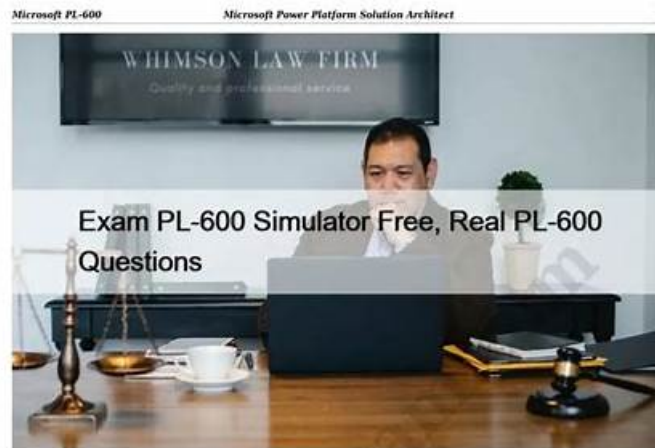 Microsoft PL-600 Microsoft Power Platform Solution Architect
WHIMSON LAW FIRM
Quality and professional service
Exam PL-600 Simulator Free, Real PL-600
Questions